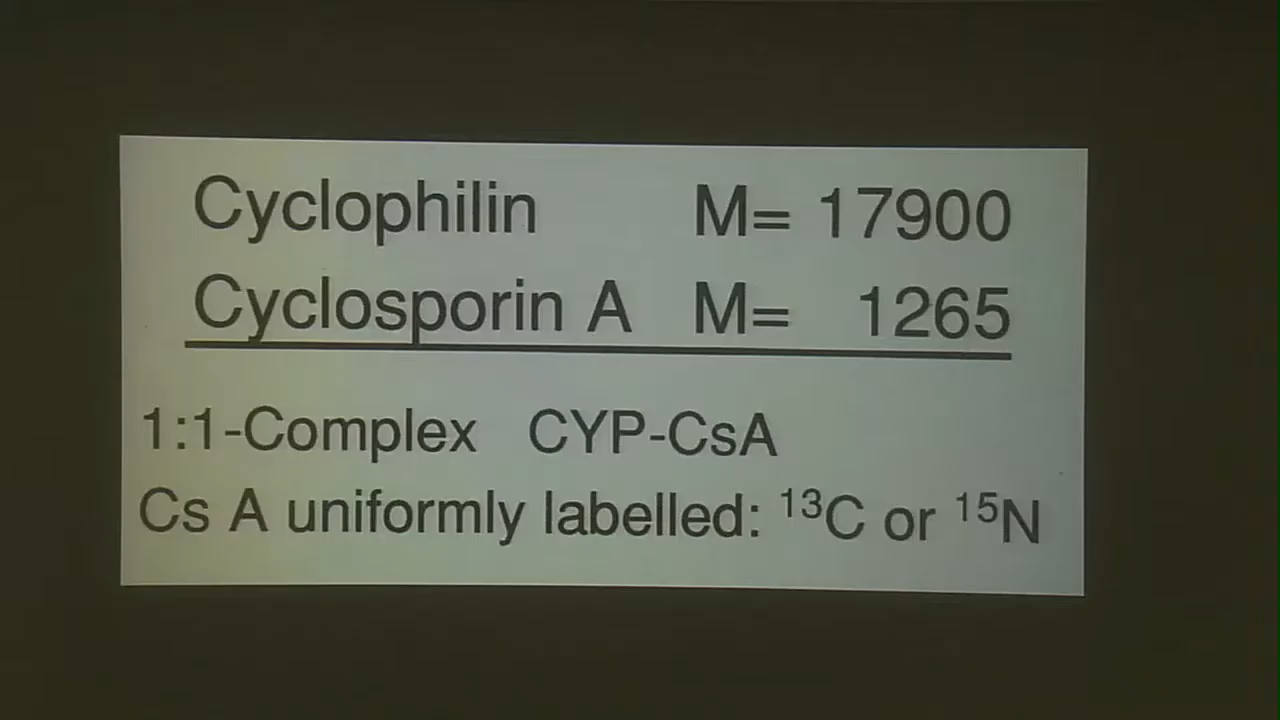 Cyclophilin M= 17900
Cyclosporin A M= 1265
1:1-Complex CYP-CsA
Cs A uniformly labelled: ¹³C or ¹⁵N